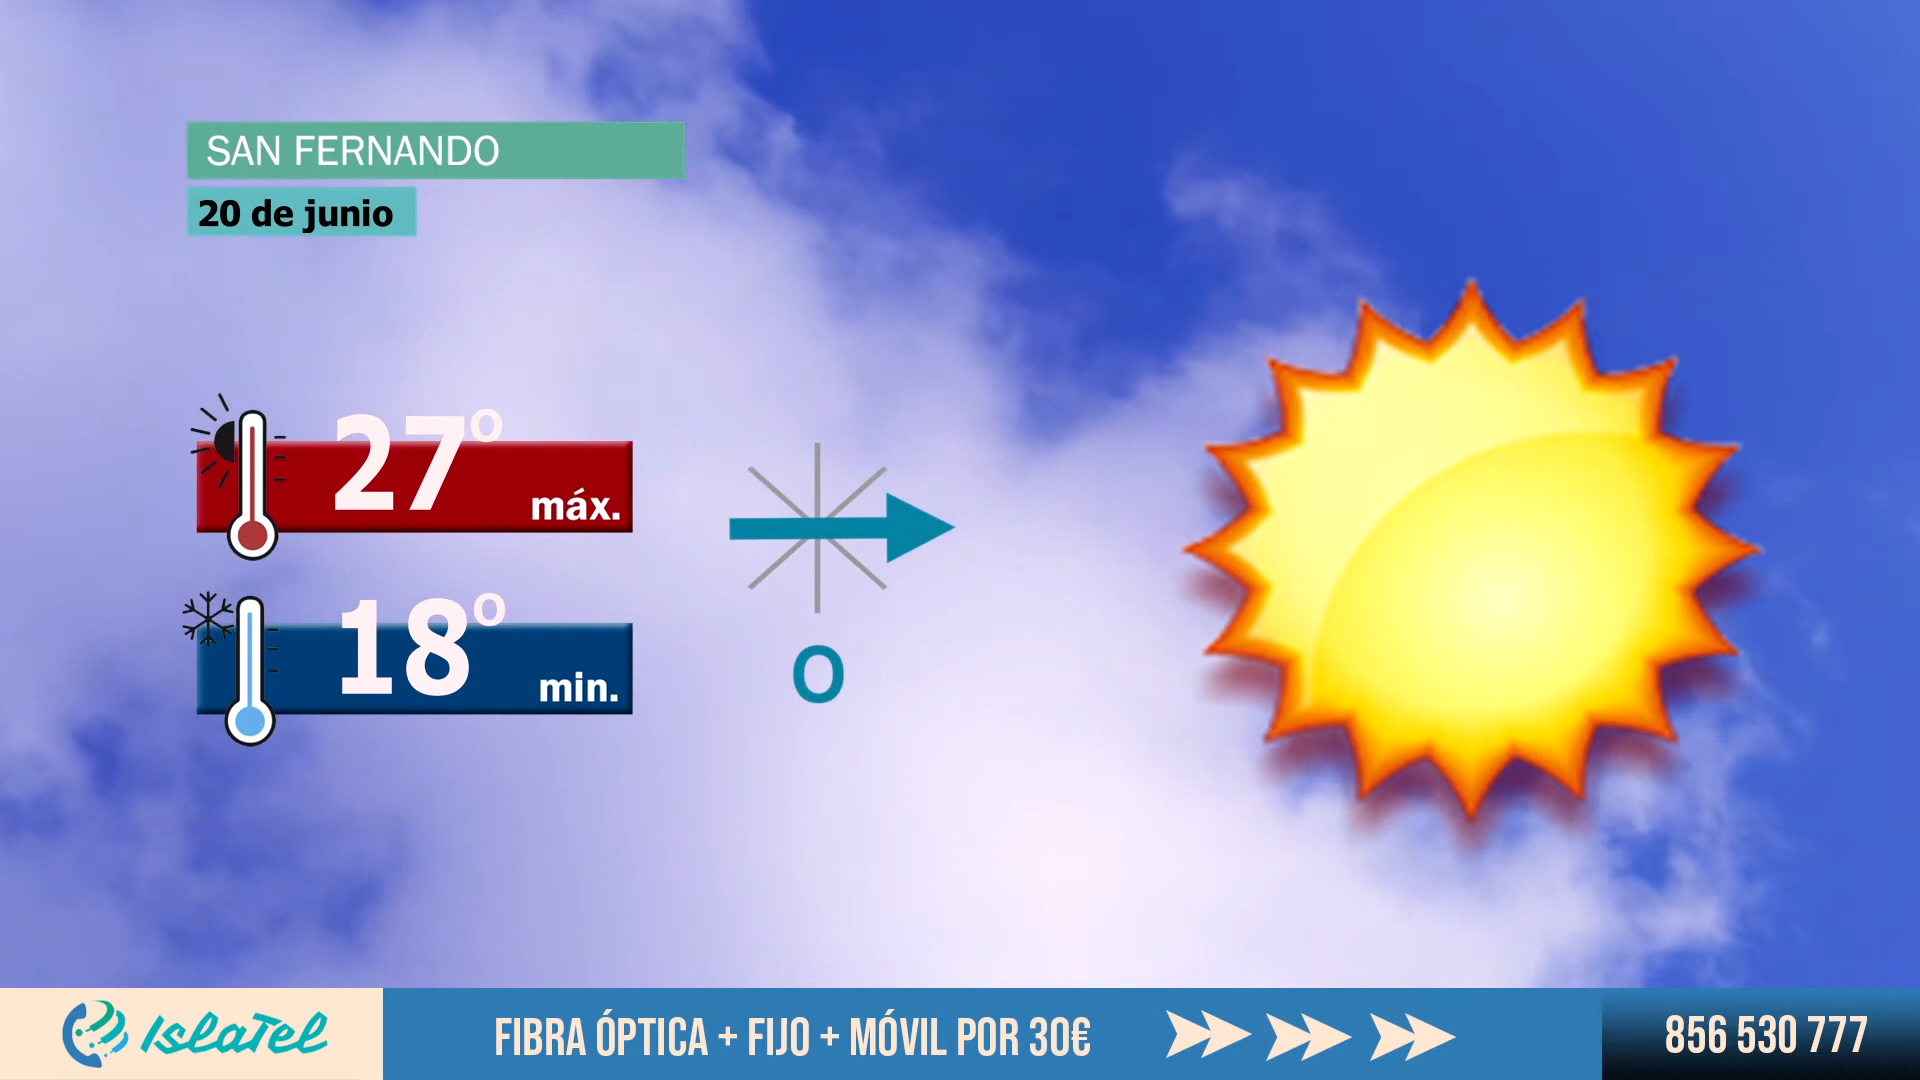 SAN FERNANDO
20 de junio
27º
máx.
18º
min.
O
IslaTel
FIBRA ÓPTICA + FIJO + MÓVIL POR 30€
856 530 777